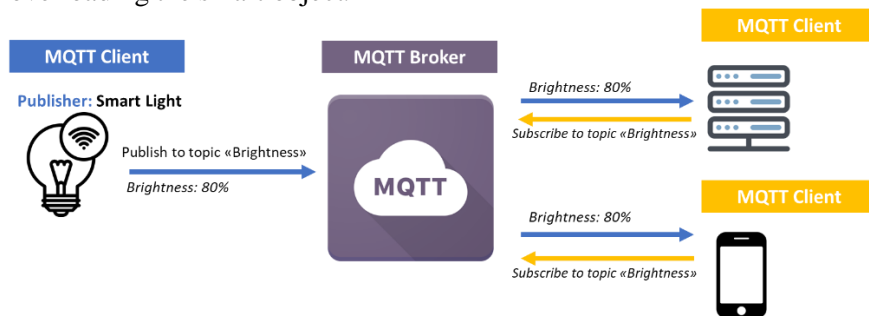 MQTT Client
MQTT Client
MQTT Broker
Publisher: Smart Light
Brightness: 80%
Subscribe to topic «Brightness»
Publish to topic «Brightness»
Brightness: 80%
MQTT
MQTT Client
Brightness: 80%
Subscribe to topic «Brightness»